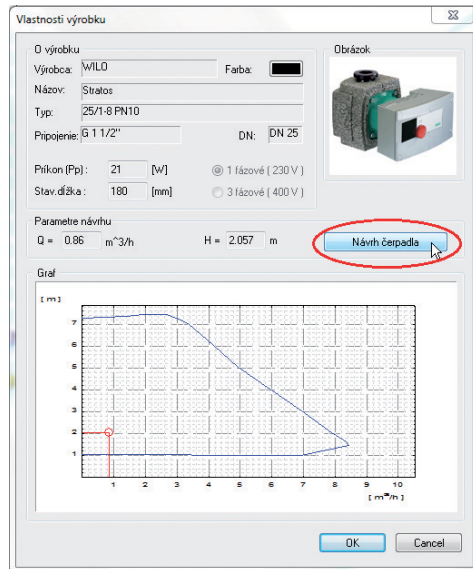 Vlastnosti výrobku
O výrobku
Výrobca: WILO Farba:
Názov: Stratos
Typ: 25/1-8 PN10
Pripojenie: G 1 1/2" DN: DN 25
Príkon (Pp) : 21 [W] 1 fázové ( 230 V )
Stav.dĺžka : 180 [mm] 3 fázové ( 400 V )
Obrázok
Parametre návrhu
Q = 0.86 m^3/h H = 2.057 m Návrh čerpadla
Graf
[ m ]
7
6
5
4
3
2
1
1 2 3 4 5 6 7 8 9 10
[ m³/h ]
OK Cancel